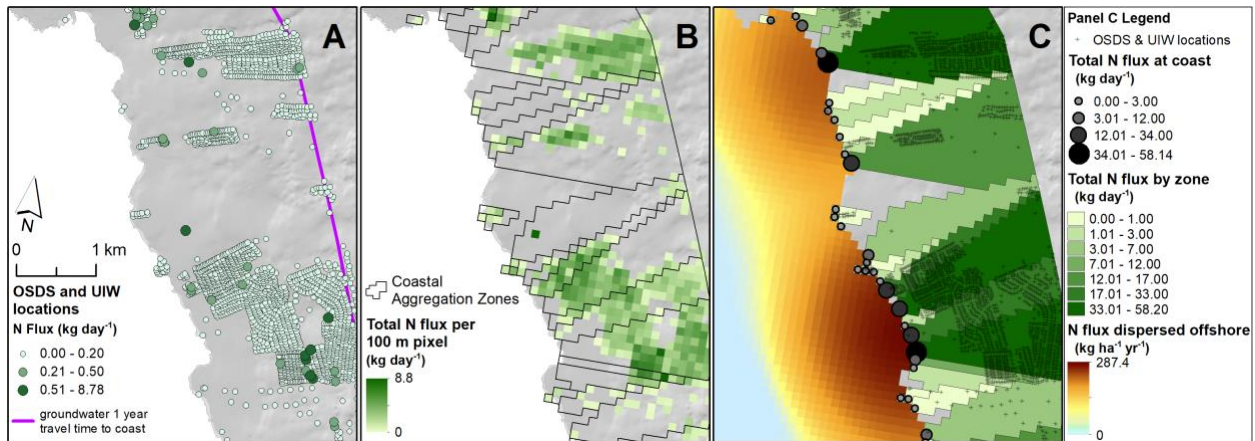 A
N
0 1 km
OSDS and UIW
locations
N Flux (kg day⁻¹)
0.00 - 0.20
0.21 - 0.50
0.51 - 8.78
groundwater 1 year
travel time to coast
B
Coastal
Aggregation Zones
Total N flux per
100 m pixel
(kg day⁻¹)
8.8
0
C
Panel C Legend
OSDS & UIW locations
Total N flux at coast
(kg day⁻¹)
0.00 - 3.00
3.01 - 12.00
12.01 - 34.00
34.01 - 58.14
Total N flux by zone
(kg day⁻¹)
0.00 - 1.00
1.01 - 3.00
3.01 - 7.00
7.01 - 12.00
12.01 - 17.00
17.01 - 33.00
33.01 - 58.20
N flux dispersed offshore
(kg ha⁻¹ yr⁻¹)
287.4
0